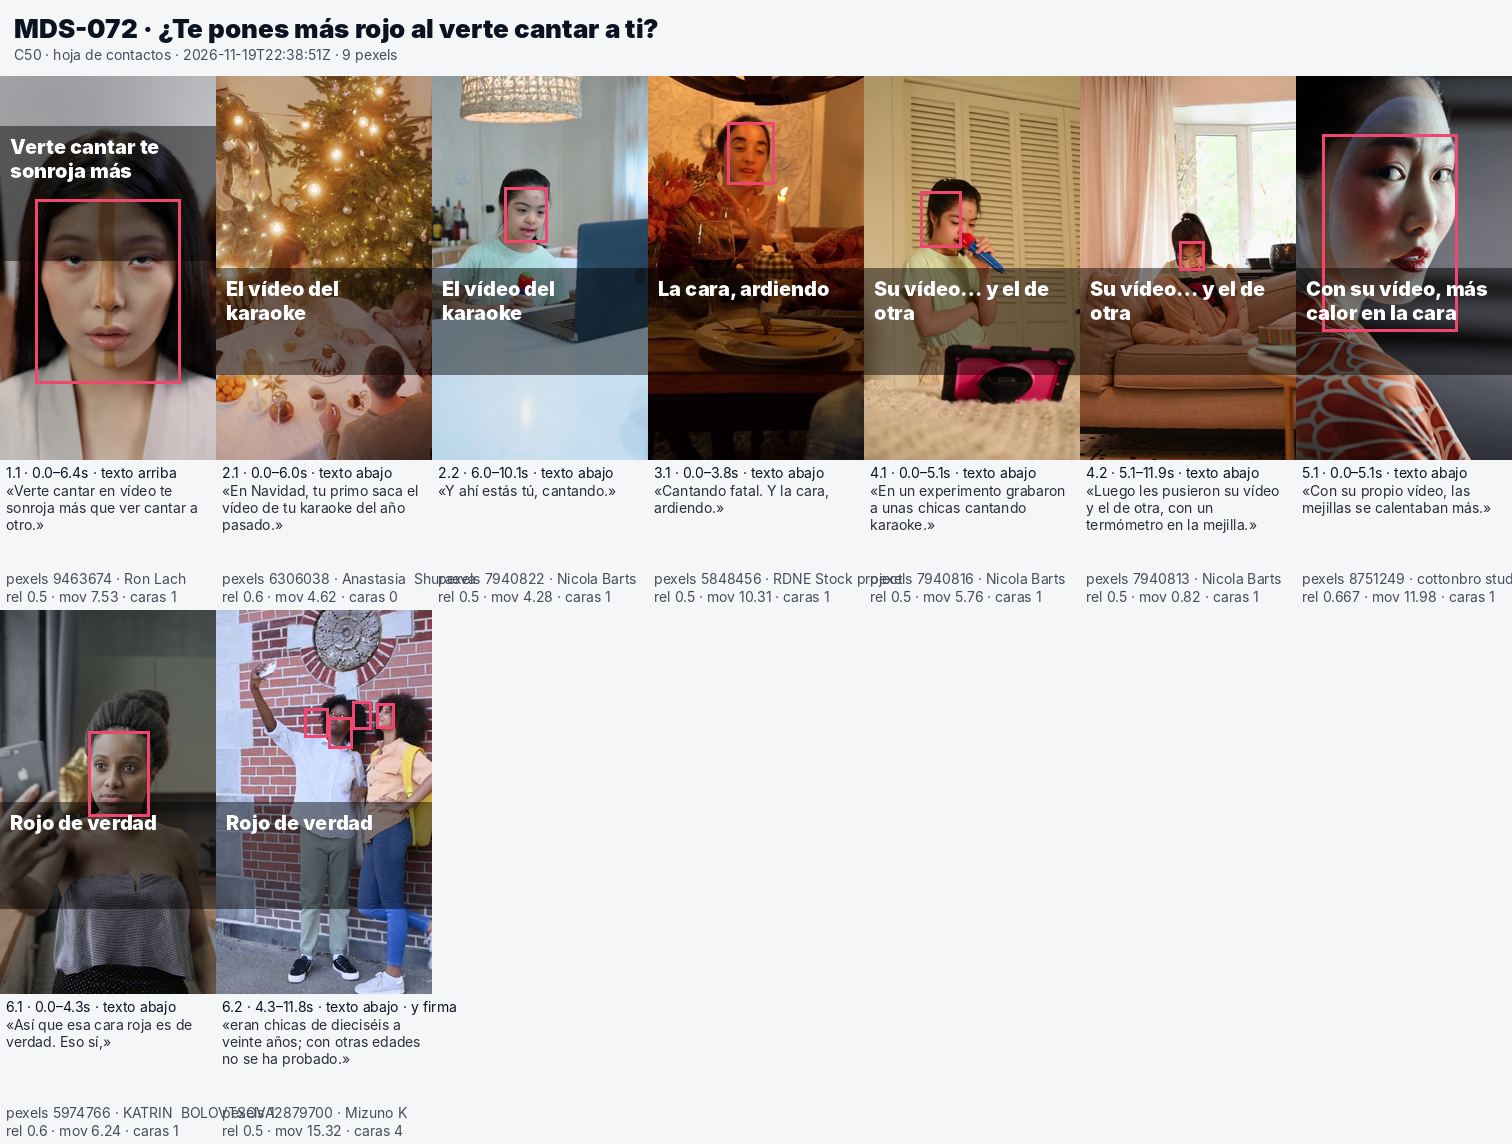 MDS-072 · ¿Te pones más rojo al verte cantar a ti?
C50 · hoja de contactos · 2026-11-19T22:38:51Z · 9 pexels
Verte cantar te
sonroja más
1.1 · 0.0–6.4s · texto arriba
«Verte cantar en vídeo te
sonroja más que ver cantar a
otro.»
pexels 9463674 · Ron Lach
rel 0.5 · mov 7.53 · caras 1
El vídeo del
karaoke
2.1 · 0.0–6.0s · texto abajo
«En Navidad, tu primo saca el
vídeo de tu karaoke del año
pasado.»
pexels 6306038 · Anastasia Shuraeva
rel 0.6 · mov 4.62 · caras 0
El vídeo del
karaoke
2.2 · 6.0–10.1s · texto abajo
«Y ahí estás tú, cantando.»
pexels 7940822 · Nicola Barts
rel 0.5 · mov 4.28 · caras 1
La cara, ardiendo
3.1 · 0.0–3.8s · texto abajo
«Cantando fatal. Y la cara,
ardiendo.»
pexels 5848456 · RDNE Stock project
rel 0.5 · mov 10.31 · caras 1
Su vídeo… y el de
otra
4.1 · 0.0–5.1s · texto abajo
«En un experimento grabaron
a unas chicas cantando
karaoke.»
pexels 7940816 · Nicola Barts
rel 0.5 · mov 5.76 · caras 1
Su vídeo… y el de
otra
4.2 · 5.1–11.9s · texto abajo
«Luego les pusieron su vídeo
y el de otra, con un
termómetro en la mejilla.»
pexels 7940813 · Nicola Barts
rel 0.5 · mov 0.82 · caras 1
Con su vídeo, más
calor en la cara
5.1 · 0.0–5.1s · texto abajo
«Con su propio vídeo, las
mejillas se calentaban más.»
pexels 8751249 · cottonbro stud
rel 0.667 · mov 11.98 · caras 1
Rojo de verdad
6.1 · 0.0–4.3s · texto abajo
«Así que esa cara roja es de
verdad. Eso sí,»
pexels 5974766 · KATRIN BOLOVTSOVA
rel 0.6 · mov 6.24 · caras 1
Rojo de verdad
6.2 · 4.3–11.8s · texto abajo · y firma
«eran chicas de dieciséis a
veinte años; con otras edades
no se ha probado.»
pexels 12879700 · Mizuno K
rel 0.5 · mov 15.32 · caras 4